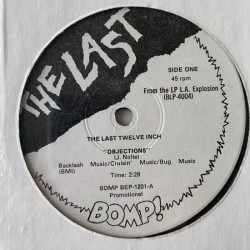 THE LAST
SIDE ONE
45 rpm
From the LP L.A. Explosion
(BLP-4004)
THE LAST TWELVE INCH
"OBJECTIONS"
(J. Nolte)
Backlash Music/Cruisin' Music/Bug Music
(BMI)
Time: 2:29
BOMP BEP-1201-A
Promotional
BOMP!